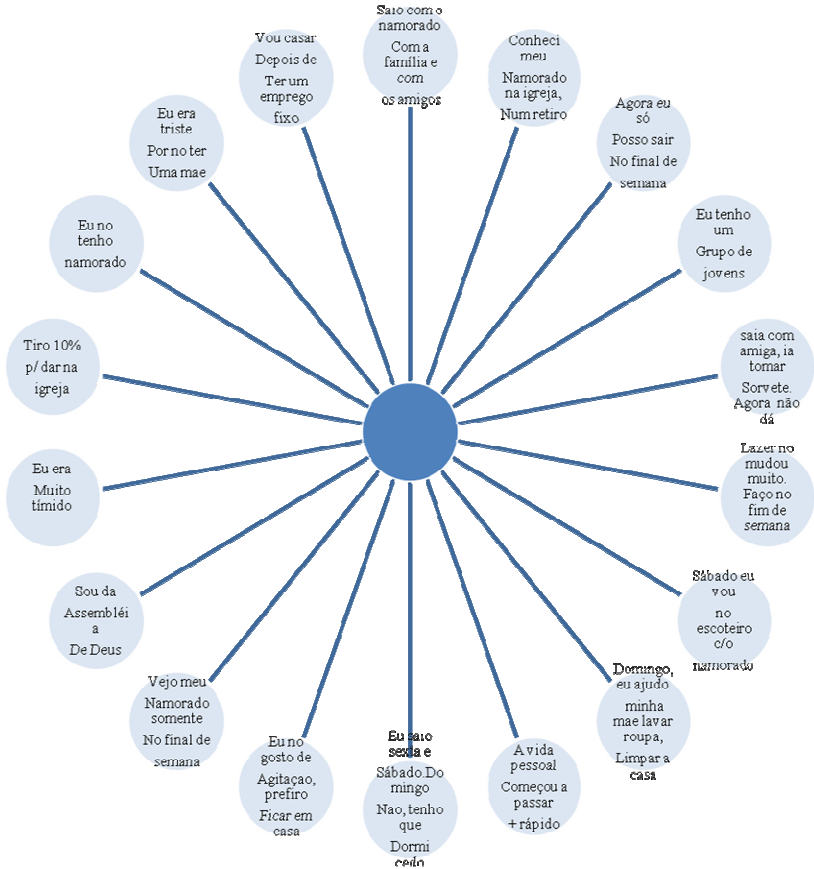 Saio com o
namorado
Com a
família e
com
os amigos
Conheci
meu
Namorado
na igreja,
Num retiro
Agora eu
só
Posso sair
No final de
semana
Eu tenho
um
Grupo de
jovens
saia com
amiga, ia
tomar
Sorvete.
Agora não
dá
Lazer no
mudou
muito.
Faço no
fim de
semana
Sábado eu
vou
no
escoteiro
c/o
namorado
Domingo,
eu ajudo
minha
mae lavar
roupa,
Limpar a
casa
A vida
pessoal
Começou a
passar
+ rápido
Eu saio
sexta e
Sábado.Do
mingo
Nao, tenho
que
Dormi
cedo
Eu no
gosto de
Agitaçao,
prefiro
Ficar em
casa
Vejo meu
Namorado
somente
No final de
semana
Sou da
Assembléi
a
De Deus
Eu era
Muito
tímido
Tiro 10%
p/ dar na
igreja
Eu no
tenho
namorado
Eu era
triste
Por no ter
Uma mae
Vou casar
Depois de
Ter um
emprego
fixo